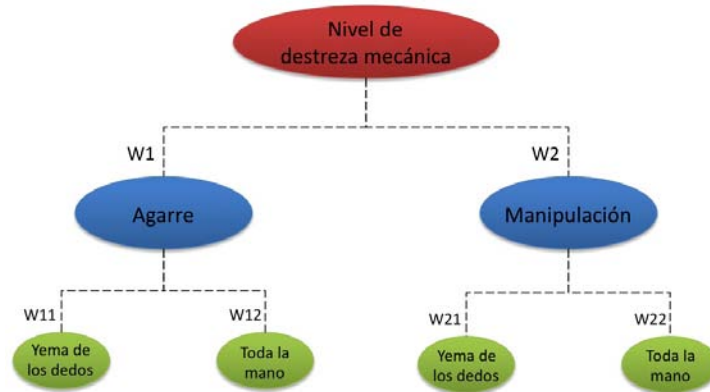 Nivel de
destreza mecánica
W1
W2
Agarre
Manipulación
W11
W12
W21
W22
Yema de
los dedos
Toda la
mano
Yema de
los dedos
Toda la
mano